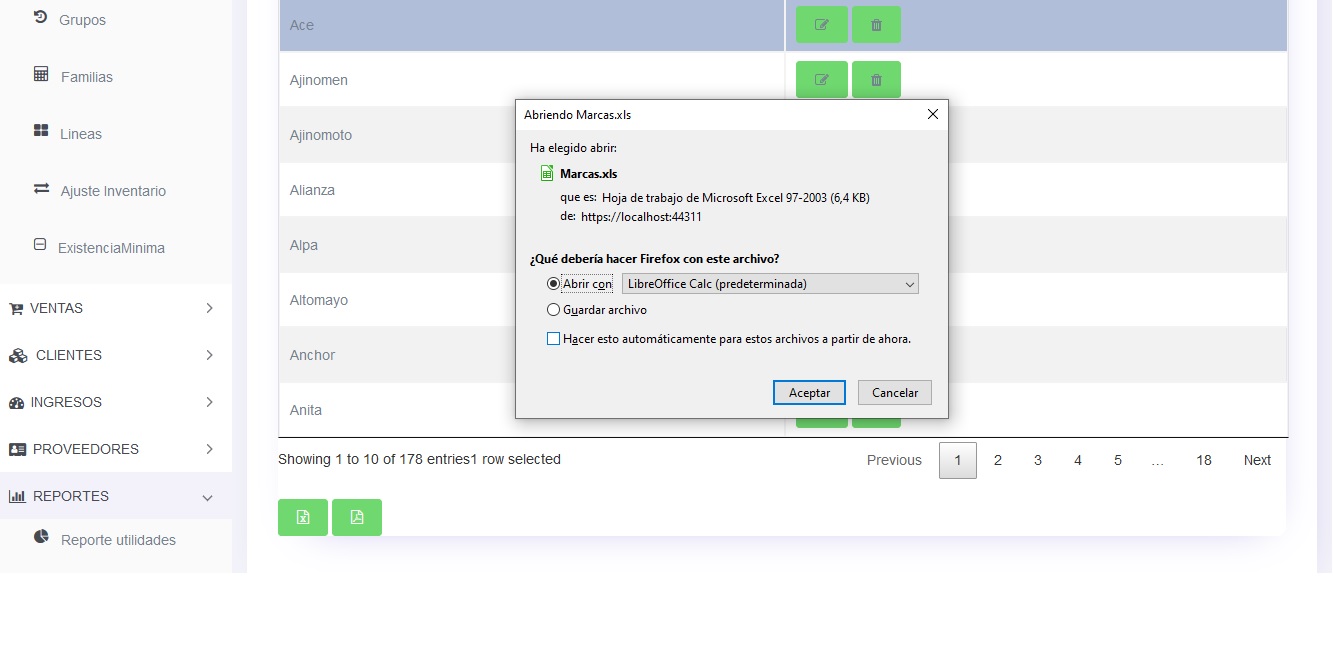 Grupos
Familias
Lineas
Ajuste Inventario
ExistenciaMinima
VENTAS
CLIENTES
INGRESOS
PROVEEDORES
REPORTES
Reporte utilidades
Ace
Ajinomen
Ajinomoto
Alianza
Alpa
Altomayo
Anchor
Anita
Abriendo Marcas.xls
Ha elegido abrir:
Marcas.xls
que es: Hoja de trabajo de Microsoft Excel 97-2003 (6,4 KB)
de: https://localhost:44311
¿Qué debería hacer Firefox con este archivo?
Abrir con LibreOffice Calc (predeterminada)
Guardar archivo
Hacer esto automáticamente para estos archivos a partir de ahora.
Aceptar Cancelar
Showing 1 to 10 of 178 entries1 row selected Previous 1 2 3 4 5 … 18 Next